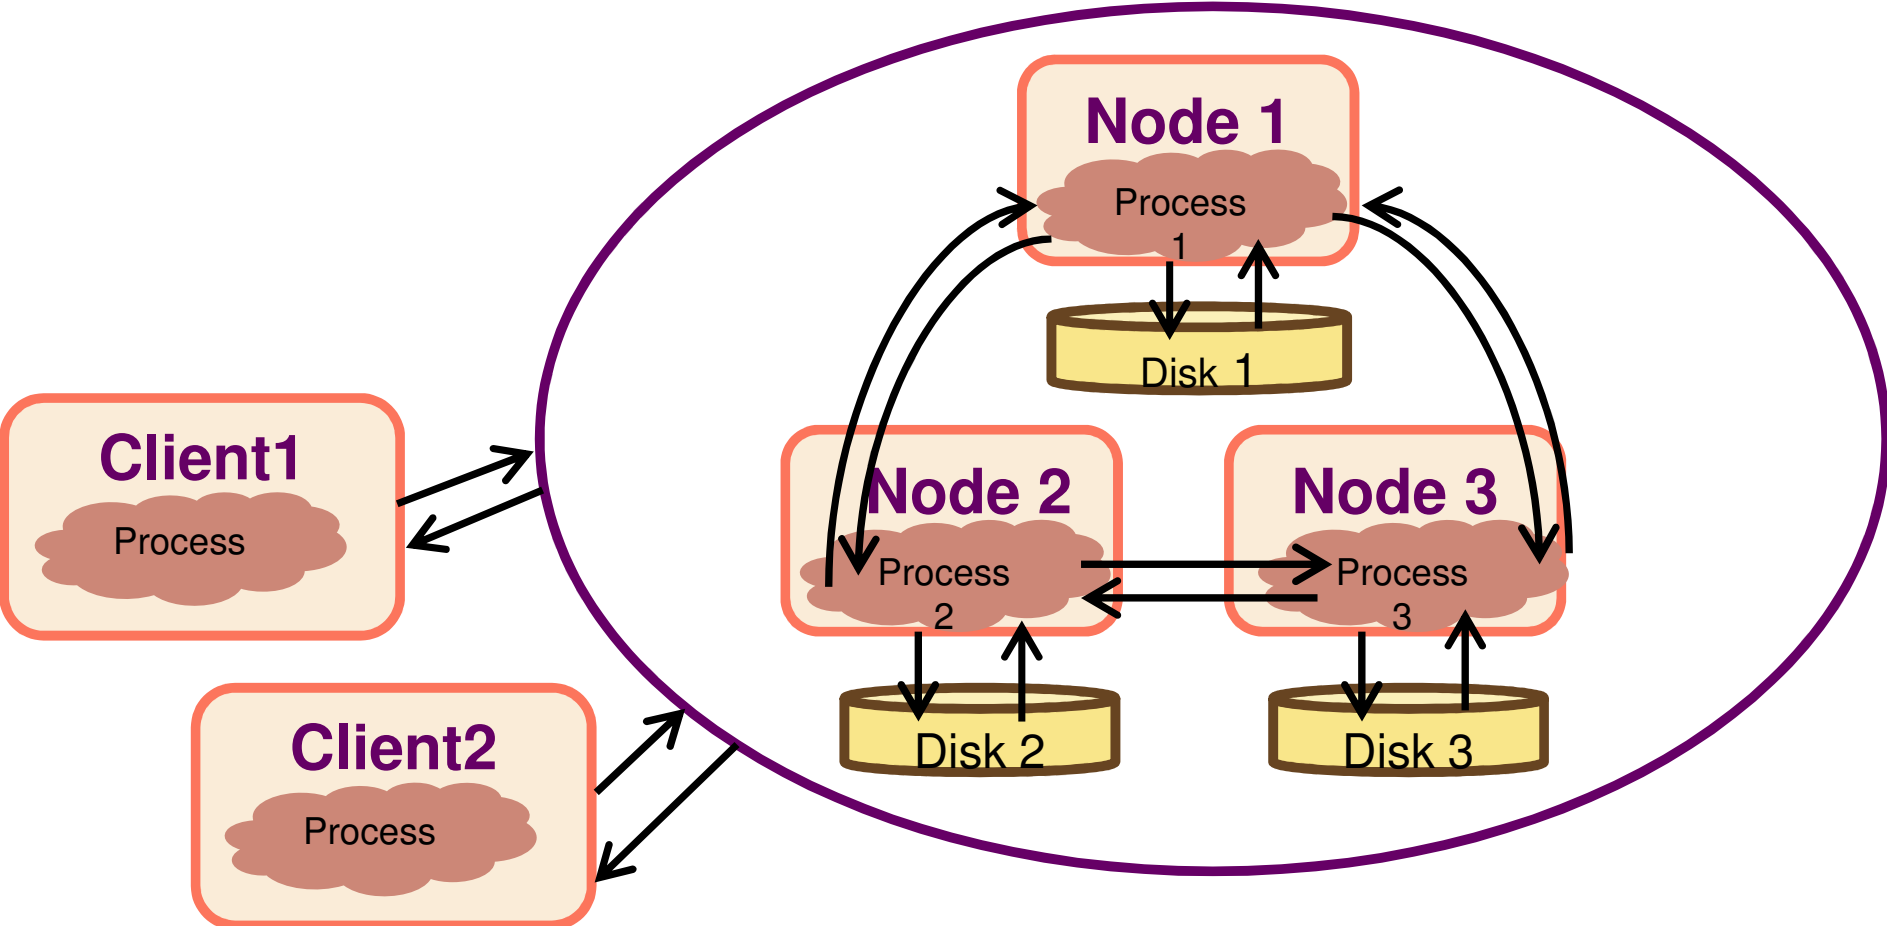 Node 1
Process
1
Disk 1
Client1
Process
Node 2
Process
2
Node 3
Process
3
Disk 2
Disk 3
Client2
Process